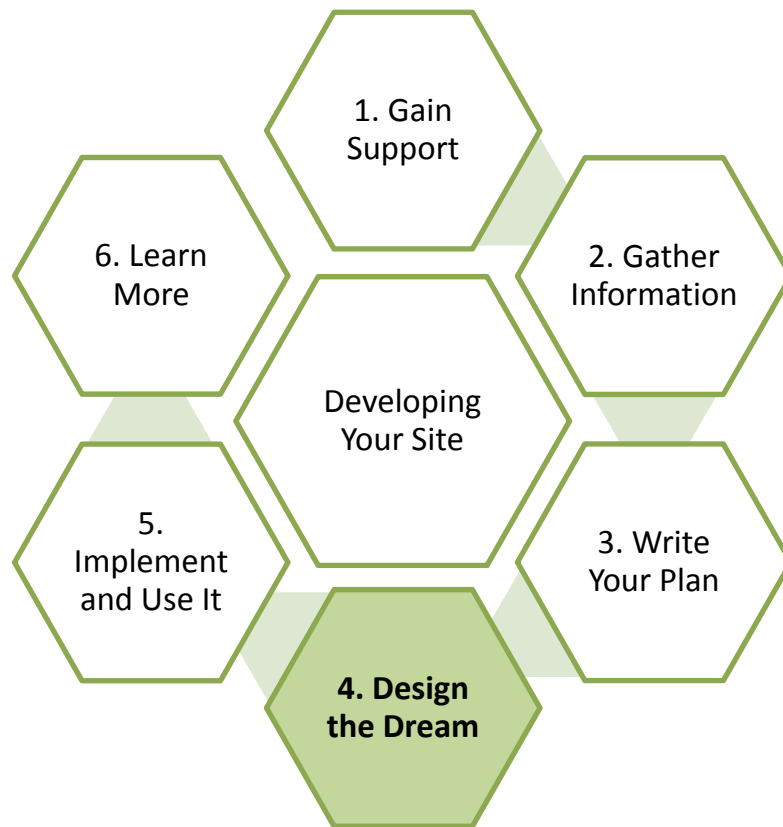 1. Gain
Support
2. Gather
Information
3. Write
Your Plan
4. Design
the Dream
5.
Implement
and Use It
6. Learn
More
Developing
Your Site